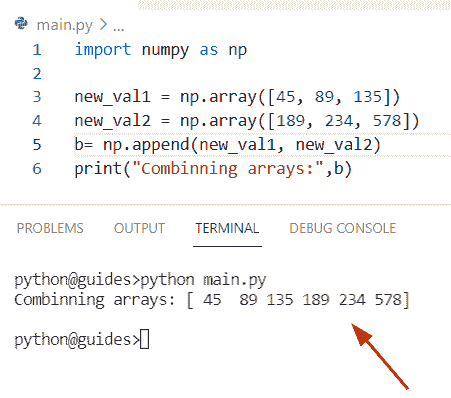 main.py > ...
1 import numpy as np
2
3 new_val1 = np.array([45, 89, 135])
4 new_val2 = np.array([189, 234, 578])
5 b= np.append(new_val1, new_val2)
6 print("Combinning arrays:",b)
PROBLEMS OUTPUT TERMINAL DEBUG CONSOLE
python@guides>python main.py
Combinning arrays: [ 45  89 135 189 234 578]
python@guides>